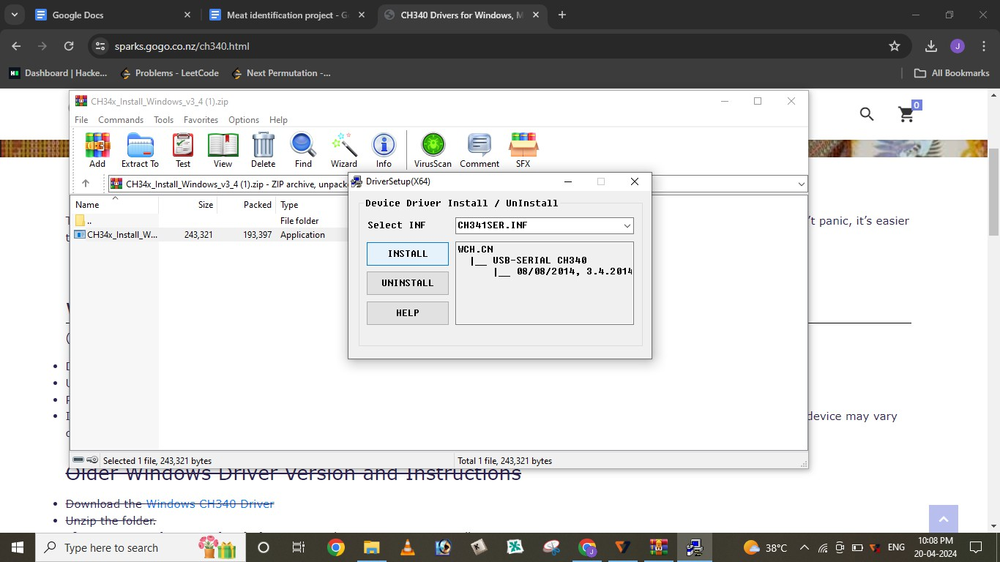 Google Docs
Meat identification project - G
CH340 Drivers for Windows, M
sparks.gogo.co.nz/ch340.html
J
Dashboard | Hacke...
Problems - LeetCode
Next Permutation -...
All Bookmarks
CH34x_Install_Windows_v3_4 (1).zip
0
File Commands Tools Favorites Options Help
Add Extract To Test View Delete Find Wizard Info VirusScan Comment SFX
CH34x_Install_Windows_v3_4 (1).zip - ZIP archive, unpack
DriverSetup(X64)
Name Size Packed Type
..
File folder
CH34x_Install_W... 243,321 193,397 Application
Device Driver Install / UnInstall
Select INF CH341SER.INF
INSTALL
UNINSTALL
HELP
WCH.CN
|__ USB-SERIAL CH340
|__ 08/08/2014, 3.4.2014
't panic, it's easier
device may vary
Selected 1 file, 243,321 bytes
Total 1 file, 243,321 bytes
Older Windows Driver Version and Instructions
Download the Windows CH340 Driver
Unzip the folder.
Type here to search
38°C
ENG
10:08 PM
20-04-2024